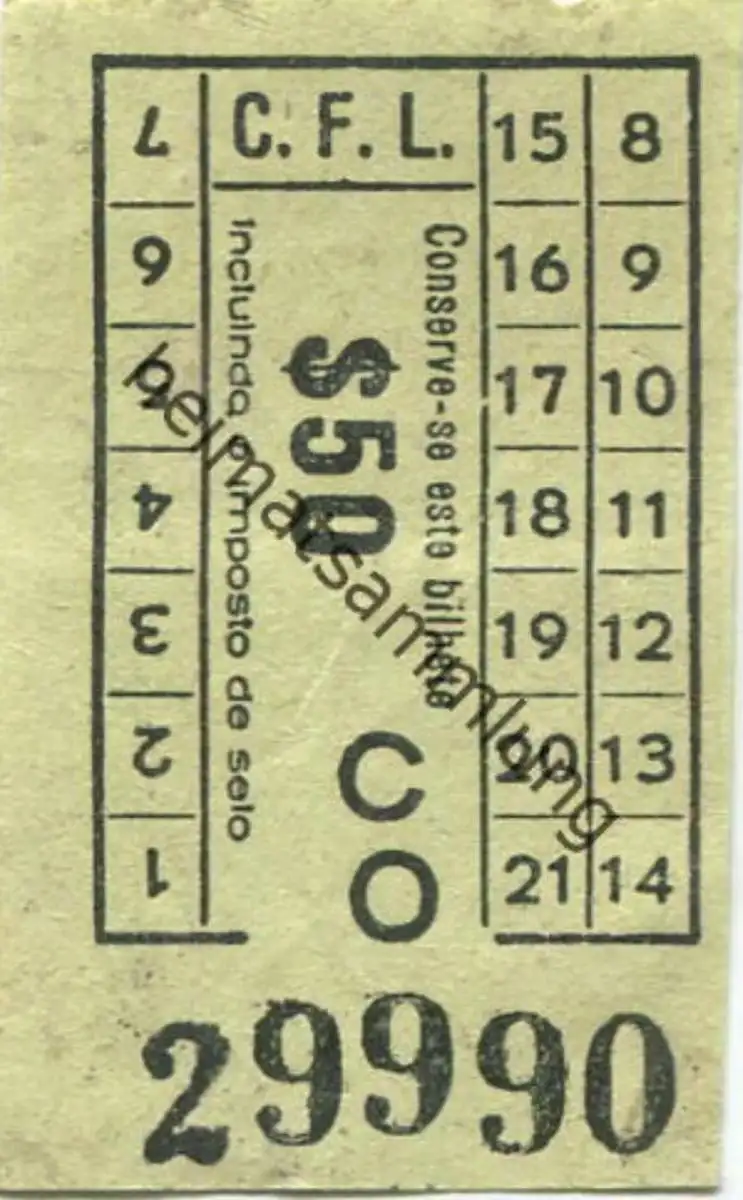 C. F. L.
7
6
5
4
3
2
1
Incluindo o imposto de selo
$50
Conserve-se este bilhete
C
O
15 8
16 9
17 10
18 11
19 12
20 13
21 14
29990
heimatsammlung